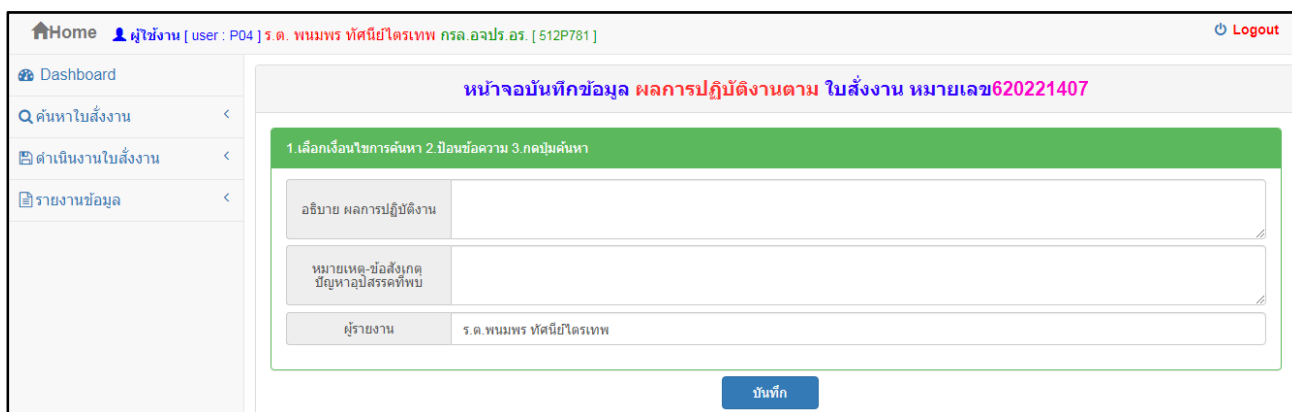 Home ผู้ใช้งาน [ user : P04 ] ร.ต. พนมพร ทัศนีย์ไตรเทพ กรล.อจปร.อร. [ 512P781 ] Logout
Dashboard
หน้าจอบันทึกข้อมูล ผลการปฏิบัติงานตาม ใบสั่งงาน หมายเลข620221407
ค้นหาใบสั่งงาน
1.เลือกเงื่อนไขการค้นหา 2.ป้อนข้อความ 3.กดปุ่มค้นหา
ดำเนินงานใบสั่งงาน
รายงานข้อมูล
อธิบาย ผลการปฏิบัติงาน
หมายเหตุ-ข้อสังเกตุ
ปัญหาอุปสรรคที่พบ
ผู้รายงาน ร.ต.พนมพร ทัศนีย์ไตรเทพ
บันทึก